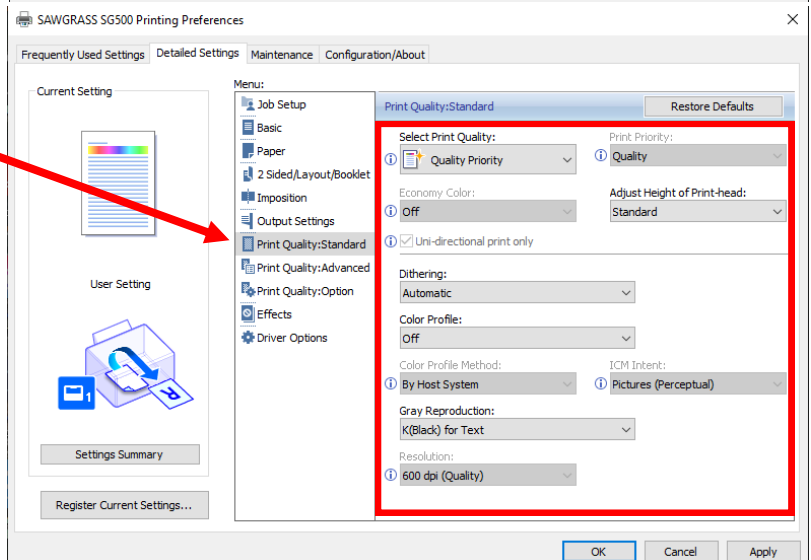 SAWGRASS SG500 Printing Preferences
Frequently Used Settings Detailed Settings Maintenance Configuration/About
Current Setting
User Setting
1
R
Settings Summary
Register Current Settings...
Menu:
Job Setup
Basic
Paper
2 Sided/Layout/Booklet
Imposition
Output Settings
Print Quality:Standard
Print Quality:Advanced
Print Quality:Option
Effects
Driver Options
Print Quality:Standard Restore Defaults
Select Print Quality: Print Priority:
Quality Priority Quality
Economy Color: Adjust Height of Print-head:
Off Standard
Uni-directional print only
Dithering:
Automatic
Color Profile:
Off
Color Profile Method: ICM Intent:
By Host System Pictures (Perceptual)
Gray Reproduction:
K(Black) for Text
Resolution:
600 dpi (Quality)
OK Cancel Apply